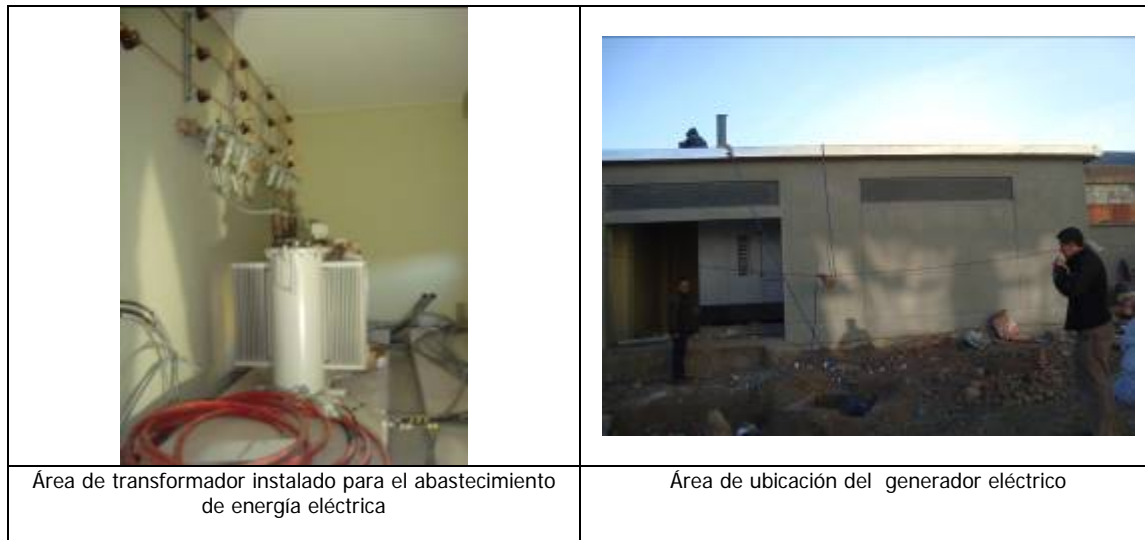 Área de transformador instalado para el abastecimiento
de energía eléctrica
Área de ubicación del generador eléctrico